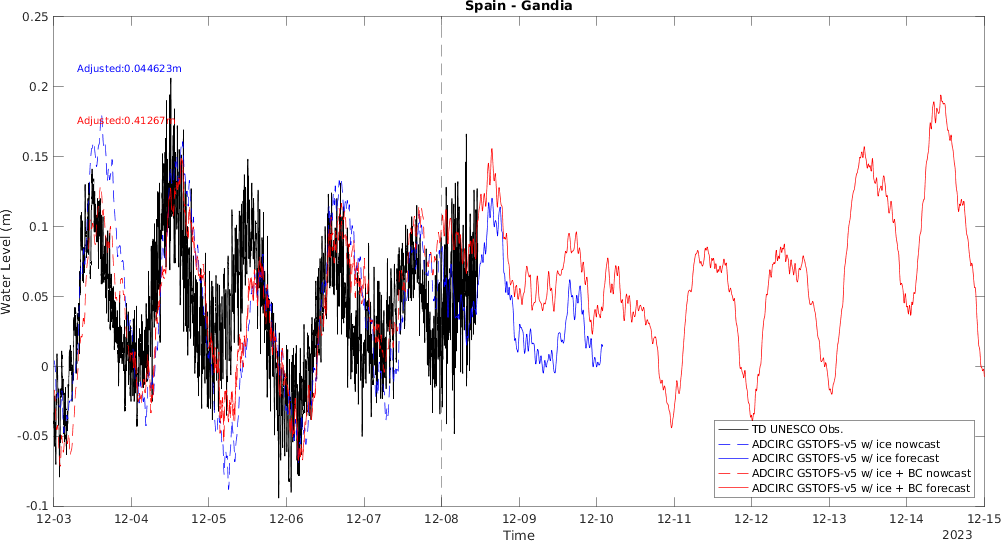 Spain - Gandia
0.25
0.2
0.15
0.1
0.05
0
-0.05
-0.1
Water Level (m)
Adjusted:0.044623m
Adjusted:0.41267m
TD UNESCO Obs.
ADCIRC GSTOFS-v5 w/ ice nowcast
ADCIRC GSTOFS-v5 w/ ice forecast
ADCIRC GSTOFS-v5 w/ ice + BC nowcast
ADCIRC GSTOFS-v5 w/ ice + BC forecast
12-03 12-04 12-05 12-06 12-07 12-08 12-09 12-10 12-11 12-12 12-13 12-14 12-15
Time
2023